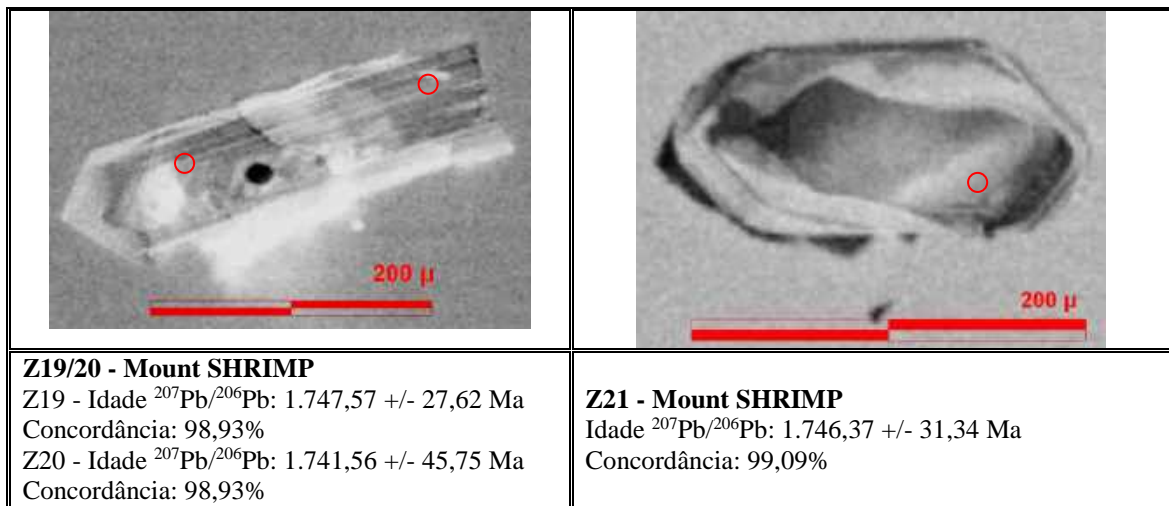 200 µ
200 µ
Z19/20 - Mount SHRIMP
Z19 - Idade ²⁰⁷Pb/²⁰⁶Pb: 1.747,57 +/- 27,62 Ma
Concordância: 98,93%
Z20 - Idade ²⁰⁷Pb/²⁰⁶Pb: 1.741,56 +/- 45,75 Ma
Concordância: 98,93%
Z21 - Mount SHRIMP
Idade ²⁰⁷Pb/²⁰⁶Pb: 1.746,37 +/- 31,34 Ma
Concordância: 99,09%